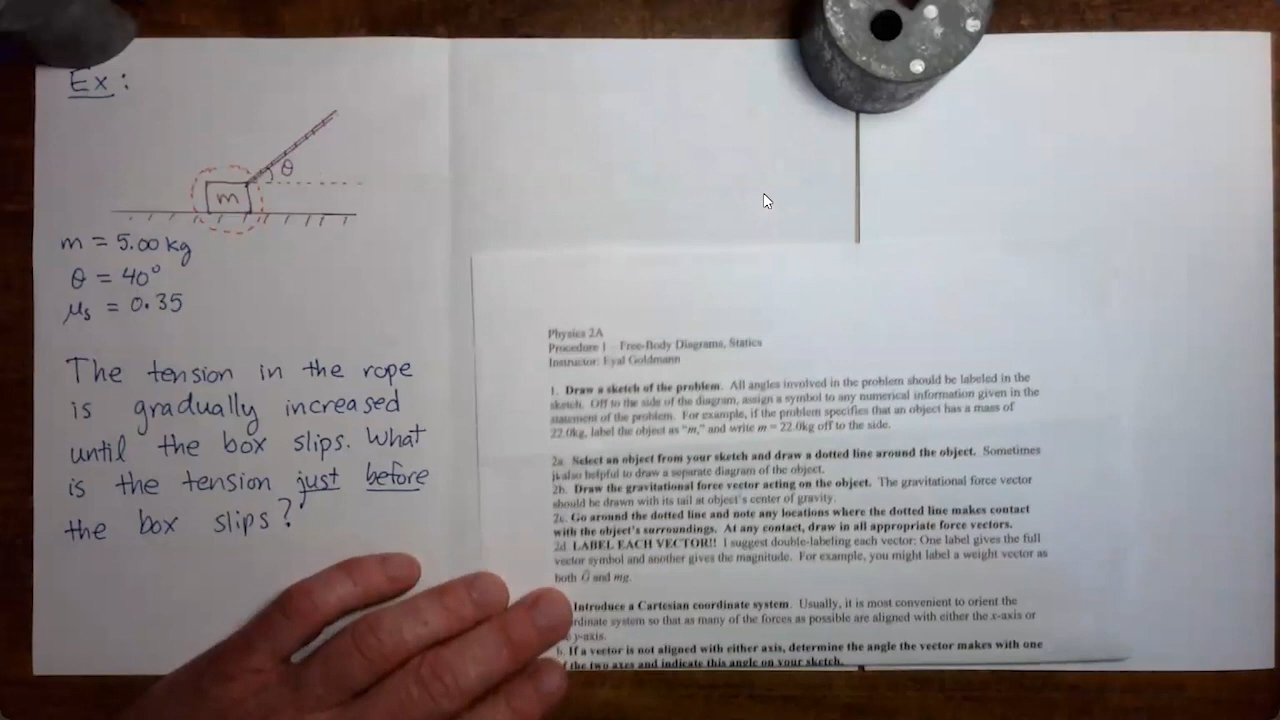 Ex:
θ
m
m = 5.00 kg
θ = 40°
μs = 0.35
The tension in the rope
is gradually increased
until the box slips. What
is the tension just before
the box slips?
Physics 2A
Procedure 1 – Free-Body Diagrams, Statics
Instructor: Eyal Goldmann
1. Draw a sketch of the problem. All angles involved in the problem should be labeled in the
sketch. Off to the side of the diagram, assign a symbol to any numerical information given in the
statement of the problem. For example, if the problem specifies that an object has a mass of
22.0kg, label the object as “m,” and write m = 22.0kg off to the side.
2a. Select an object from your sketch and draw a dotted line around the object. Sometimes
is also helpful to draw a separate diagram of the object.
2b. Draw the gravitational force vector acting on the object. The gravitational force vector
should be drawn with its tail at object's center of gravity.
2c. Go around the dotted line and note any locations where the dotted line makes contact
with the object's surroundings. At any contact, draw in all appropriate force vectors.
2d. LABEL EACH VECTOR!! I suggest double-labeling each vector: One label gives the full
vector symbol and another gives the magnitude. For example, you might label a weight vector as
both G⃗ and mg.
Introduce a Cartesian coordinate system. Usually, it is most convenient to orient the
rdinate system so that as many of the forces as possible are aligned with either the x-axis or
y-axis.
b. If a vector is not aligned with either axis, determine the angle the vector makes with one
f the two axes and indicate this angle on your sketch.